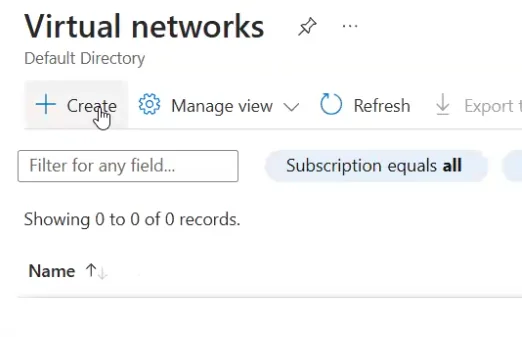 Virtual networks
Default Directory
Create Manage view Refresh Export t
Filter for any field... Subscription equals all
Showing 0 to 0 of 0 records.
Name